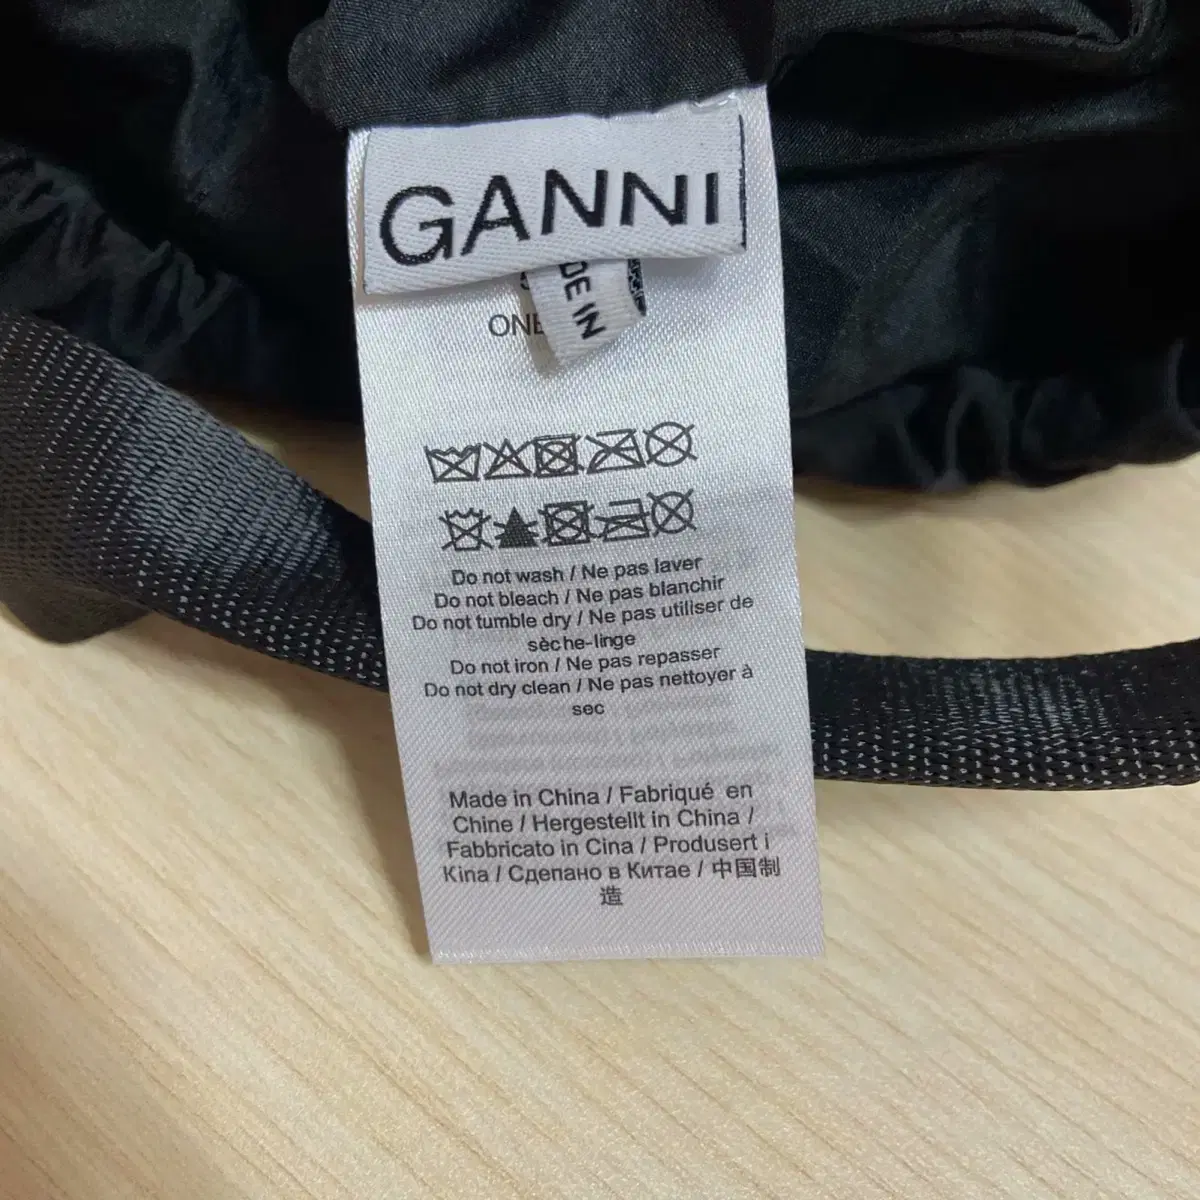 GANNI
DE IN
ONE
Do not wash / Ne pas laver
Do not bleach / Ne pas blanchir
Do not tumble dry / Ne pas utiliser de
sèche-linge
Do not iron / Ne pas repasser
Do not dry clean / Ne pas nettoyer à
sec
Made in China / Fabriqué en
Chine / Hergestellt in China /
Fabbricato in Cina / Produsert i
Kina / Сделано в Китае / 中国制
造